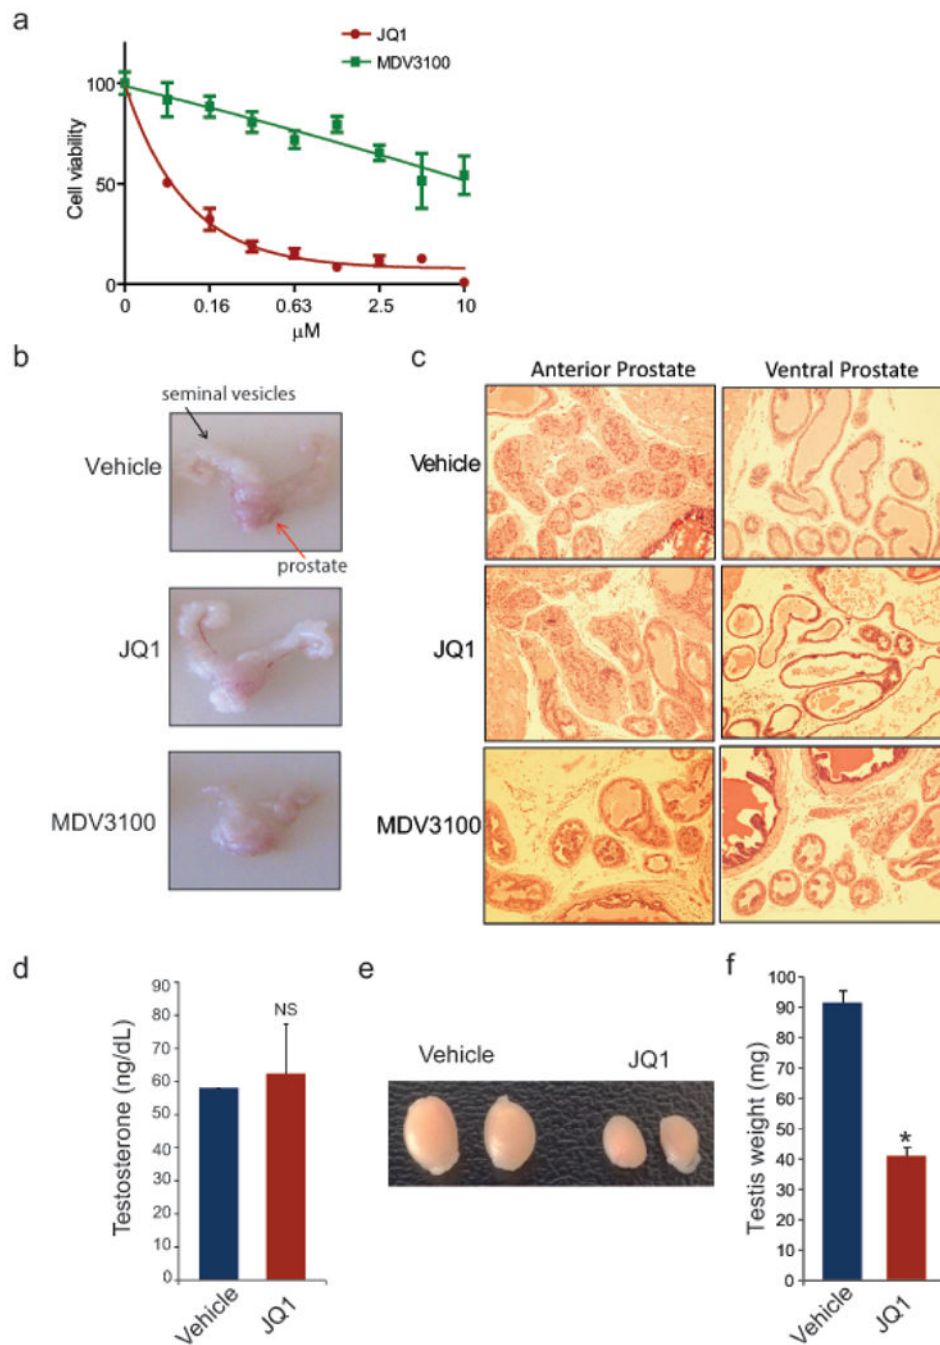 a
JQ1
MDV3100
100
50
0
Cell viability
0 0.16 0.63 2.5 10
μM
b
seminal vesicles
Vehicle
prostate
JQ1
MDV3100
c
Anterior Prostate Ventral Prostate
Vehicle
JQ1
MDV3100
d
Testosterone (ng/dL)
90
80
70
60
50
40
30
20
10
0
NS
Vehicle JQ1
e
Vehicle JQ1
f
Testis weight (mg)
100
90
80
70
60
50
40
30
20
10
0
*
Vehicle JQ1